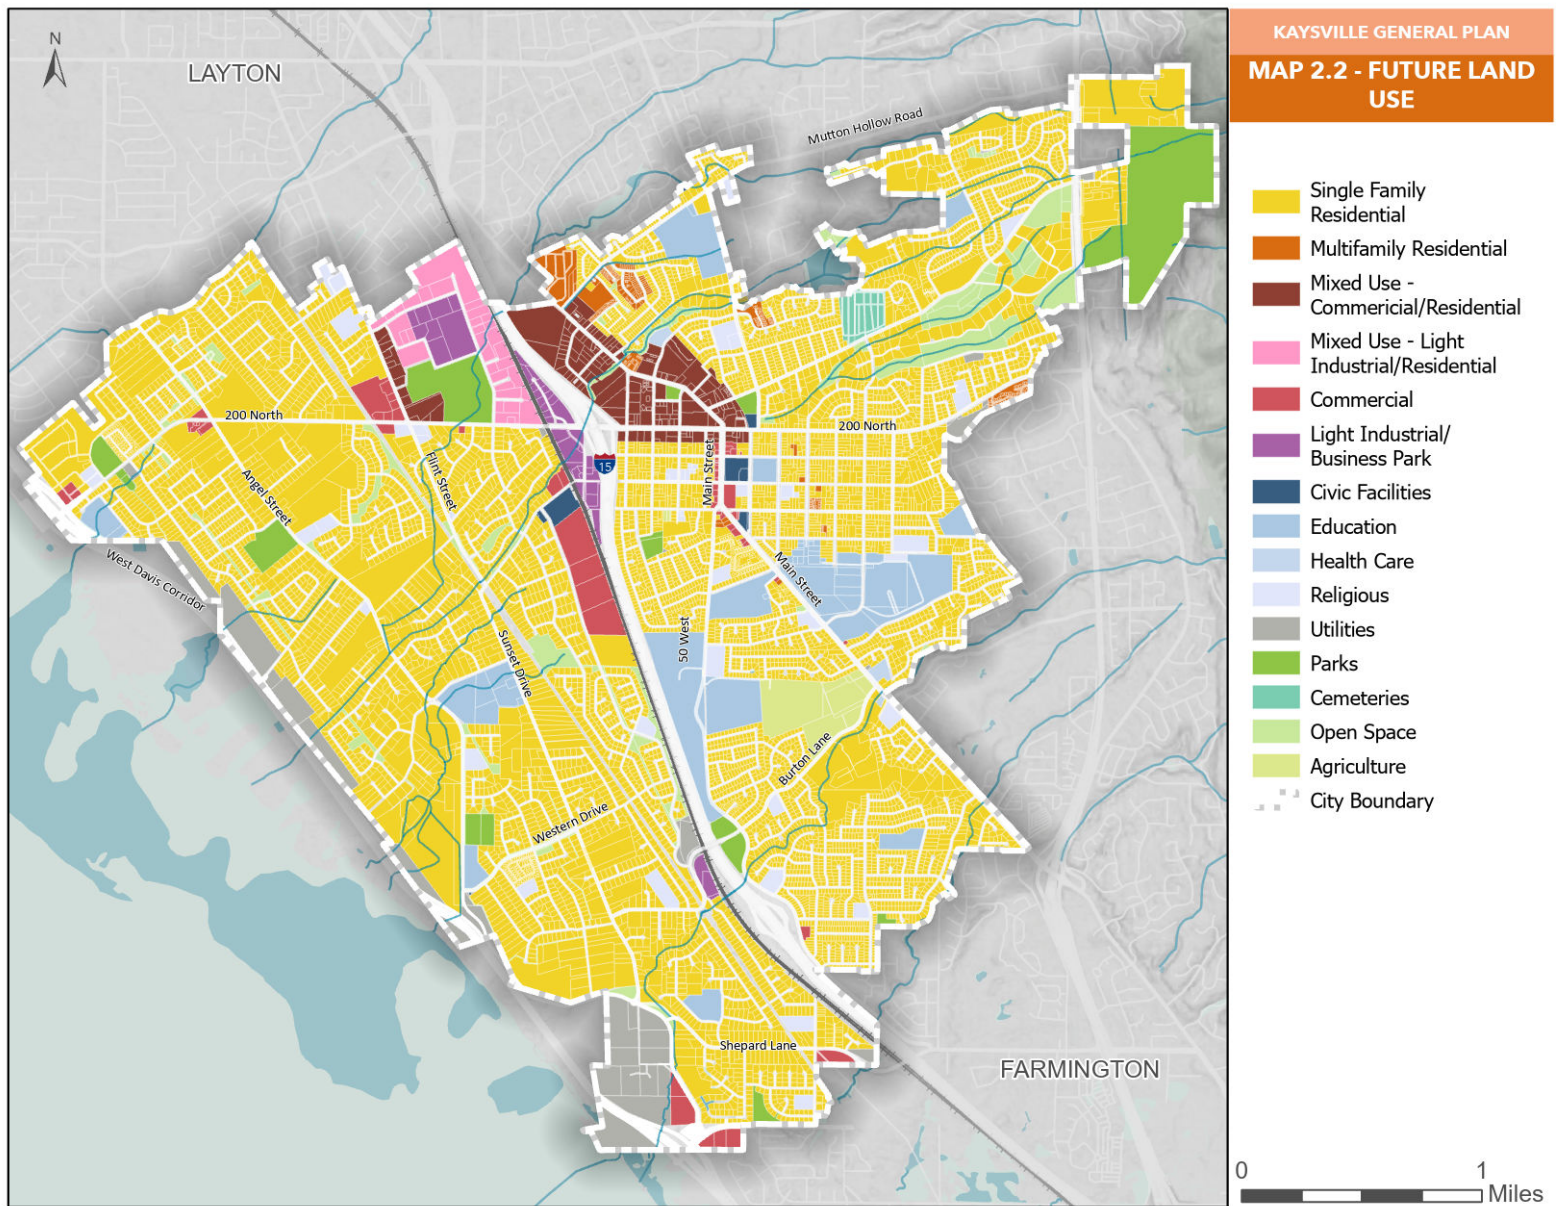 KAYSVILLE GENERAL PLAN
MAP 2.2 - FUTURE LAND
USE
N
LAYTON
Mutton Hollow Road
200 North
200 North
Flint Street
Angel Street
15
Main Street
Main Street
West Davis Corridor
50 West
Sunset Drive
Burton Lane
Western Drive
Shepard Lane
FARMINGTON
Single Family
Residential
Multifamily Residential
Mixed Use -
Commericial/Residential
Mixed Use - Light
Industrial/Residential
Commercial
Light Industrial/
Business Park
Civic Facilities
Education
Health Care
Religious
Utilities
Parks
Cemeteries
Open Space
Agriculture
City Boundary
0 1
Miles